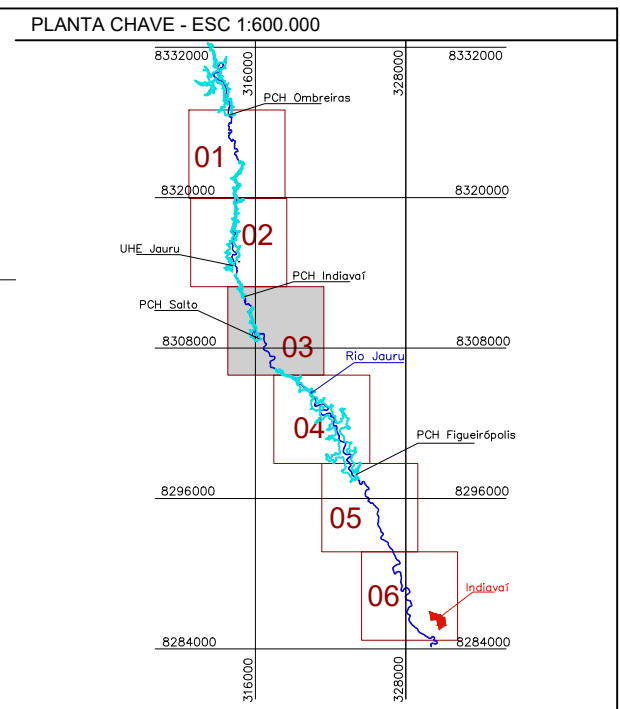 PLANTA CHAVE - ESC 1:600.000
8332000
316000
328000
8332000
PCH Ombreiras
01
8320000
8320000
02
UHE Jauru
PCH Indiavaí
PCH Salto
03
8308000
8308000
Rio Jauru
04
PCH Figueirópolis
8296000
8296000
05
06
Indiavaí
8284000
8284000
316000
328000